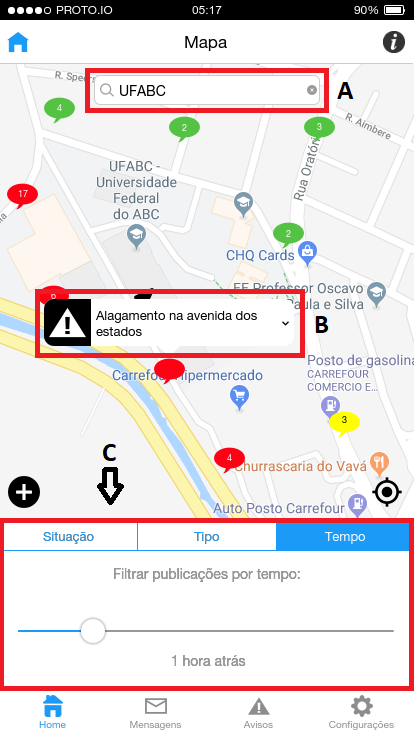 PROTO.IO 05:17 90%
Mapa
R. Spe
UFABC
A
4
2
3
R. Almbere
Rua Oratório
UFABC -
Universidade
Federal
do ABC
17
2
CHQ Cards
EE Professor Oscavo
Paula e Silva
8
Alagamento na avenida dos
estados
B
Posto de gasolina
CARREFOUR
COMERCIO E...
Carrefour Hipermercado
3
C
4
Churrascaria do Vavá
Auto Posto Carrefour
Situação Tipo Tempo
Filtrar publicações por tempo:
1 hora atrás
Home Mensagens Avisos Configurações